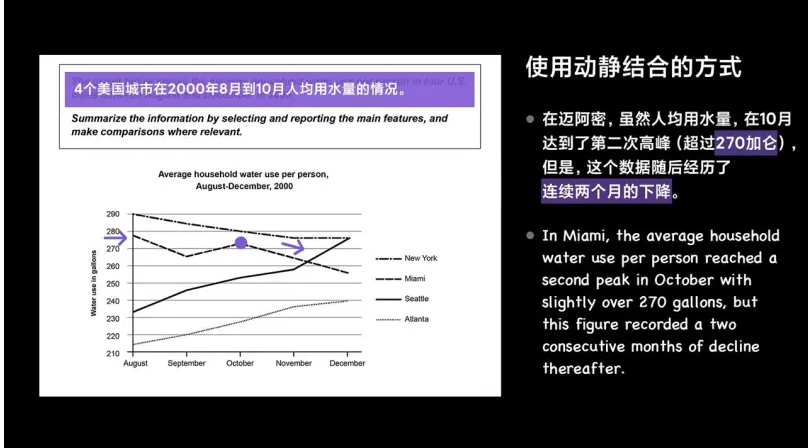 4个美国城市在2000年8月到10月人均用水量的情况。
Summarize the information by selecting and reporting the main features, and
make comparisons where relevant.
Average household water use per person,
August-December, 2000
Water use in gallons
290
280
270
260
250
240
230
220
210
August September October November December
New York
Miami
Seattle
Atlanta
使用动静结合的方式
在迈阿密，虽然人均用水量，在10月
达到了第二次高峰（超过270加仑），
但是，这个数据随后经历了
连续两个月的下降。
In Miami, the average household
water use per person reached a
second peak in October with
slightly over 270 gallons, but
this figure recorded a two
consecutive months of decline
thereafter.